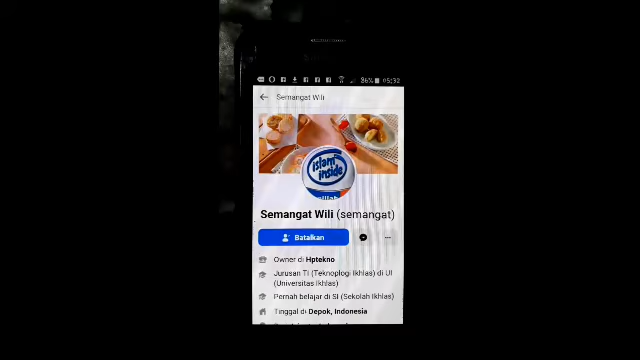 86% 05:32
Semangat Wili
Islam
inside
Semangat Wili (semangat)
Batalkan
Owner di Hptekno
Jurusan TI (Teknologi Ikhlas) di UI
(Universitas Ikhlas)
Pernah belajar di SI (Sekolah Ikhlas)
Tinggal di Depok, Indonesia